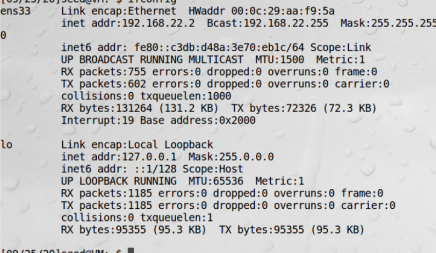 [09/25/20]seed@VM:~$ ifconfig
ens33     Link encap:Ethernet  HWaddr 00:0c:29:aa:f9:5a
          inet addr:192.168.22.2  Bcast:192.168.22.255  Mask:255.255.255.
0
          inet6 addr: fe80::c3db:d48a:3e70:eb1c/64 Scope:Link
          UP BROADCAST RUNNING MULTICAST  MTU:1500  Metric:1
          RX packets:755 errors:0 dropped:0 overruns:0 frame:0
          TX packets:602 errors:0 dropped:0 overruns:0 carrier:0
          collisions:0 txqueuelen:1000
          RX bytes:131264 (131.2 KB)  TX bytes:72326 (72.3 KB)
          Interrupt:19 Base address:0x2000
lo        Link encap:Local Loopback
          inet addr:127.0.0.1  Mask:255.0.0.0
          inet6 addr: ::1/128 Scope:Host
          UP LOOPBACK RUNNING  MTU:65536  Metric:1
          RX packets:1185 errors:0 dropped:0 overruns:0 frame:0
          TX packets:1185 errors:0 dropped:0 overruns:0 carrier:0
          collisions:0 txqueuelen:1
          RX bytes:95355 (95.3 KB)  TX bytes:95355 (95.3 KB)
[09/25/20]seed@VM:~$